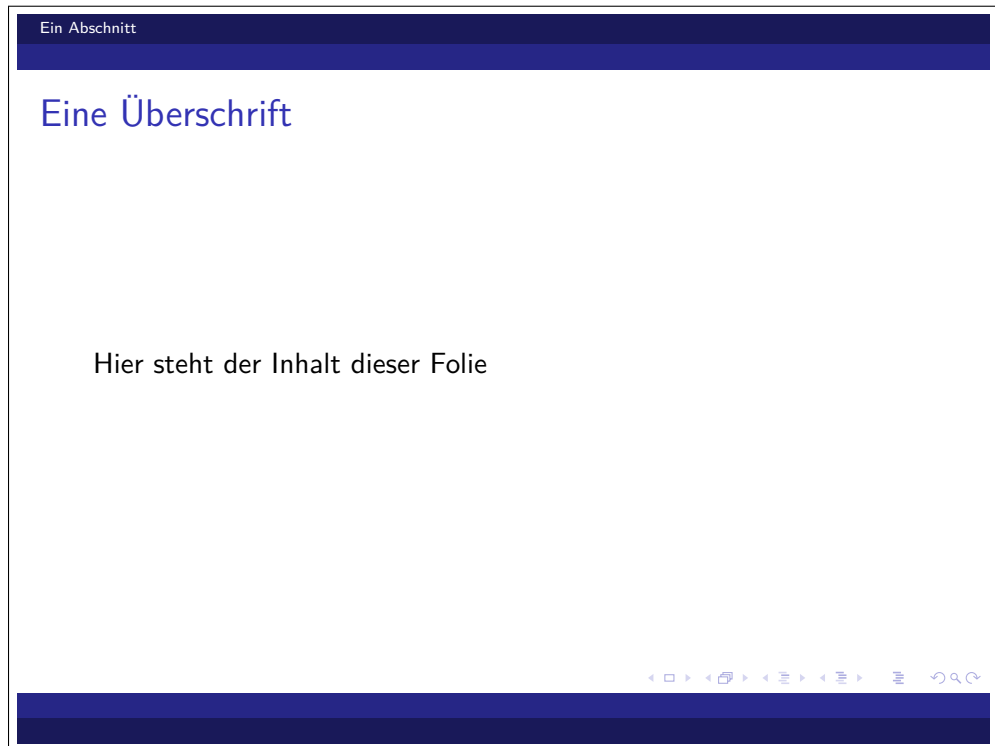 Ein Abschnitt
Eine Überschrift
Hier steht der Inhalt dieser Folie